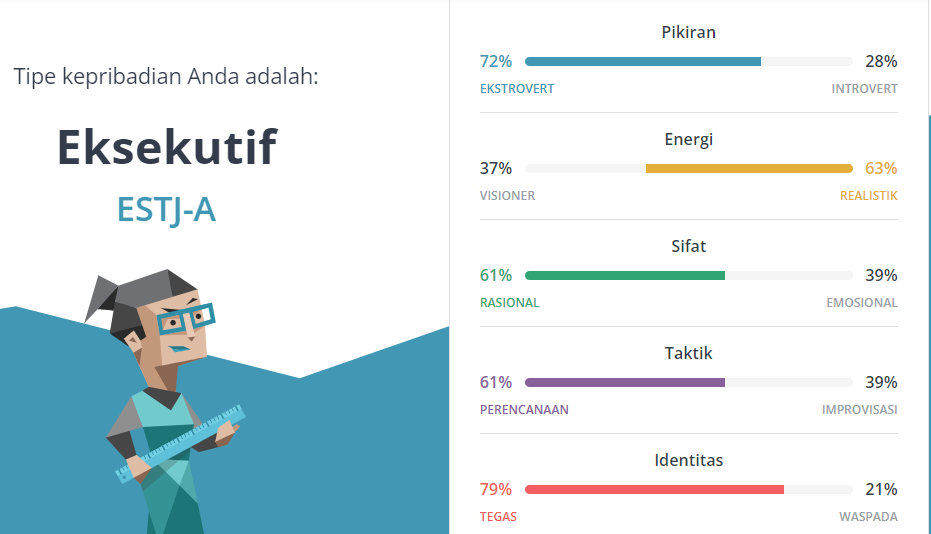 Tipe kepribadian Anda adalah:
Eksekutif
ESTJ-A
Pikiran
72% 28%
EKSTROVERT INTROVERT
Energi
37% 63%
VISIONER REALISTIK
Sifat
61% 39%
RASIONAL EMOSIONAL
Taktik
61% 39%
PERENCANAAN IMPROVISASI
Identitas
79% 21%
TEGAS WASPADA